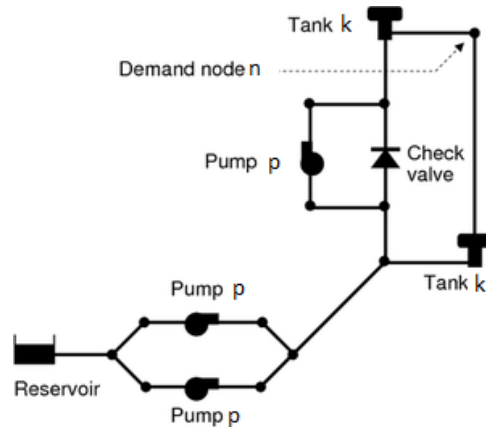 Tank k
Demand node n
Pump p
Check
valve
Tank k
Pump p
Reservoir
Pump p